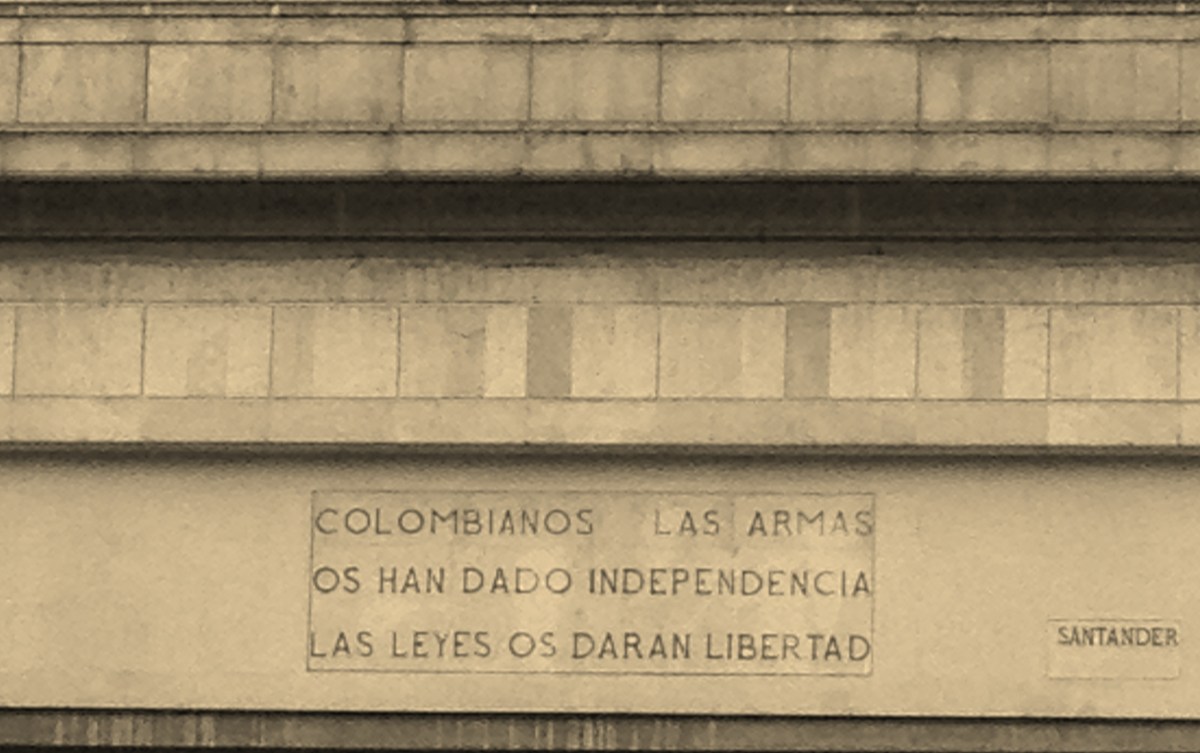 COLOMBIANOS LAS ARMAS
OS HAN DADO INDEPENDENCIA
LAS LEYES OS DARAN LIBERTAD
SANTANDER